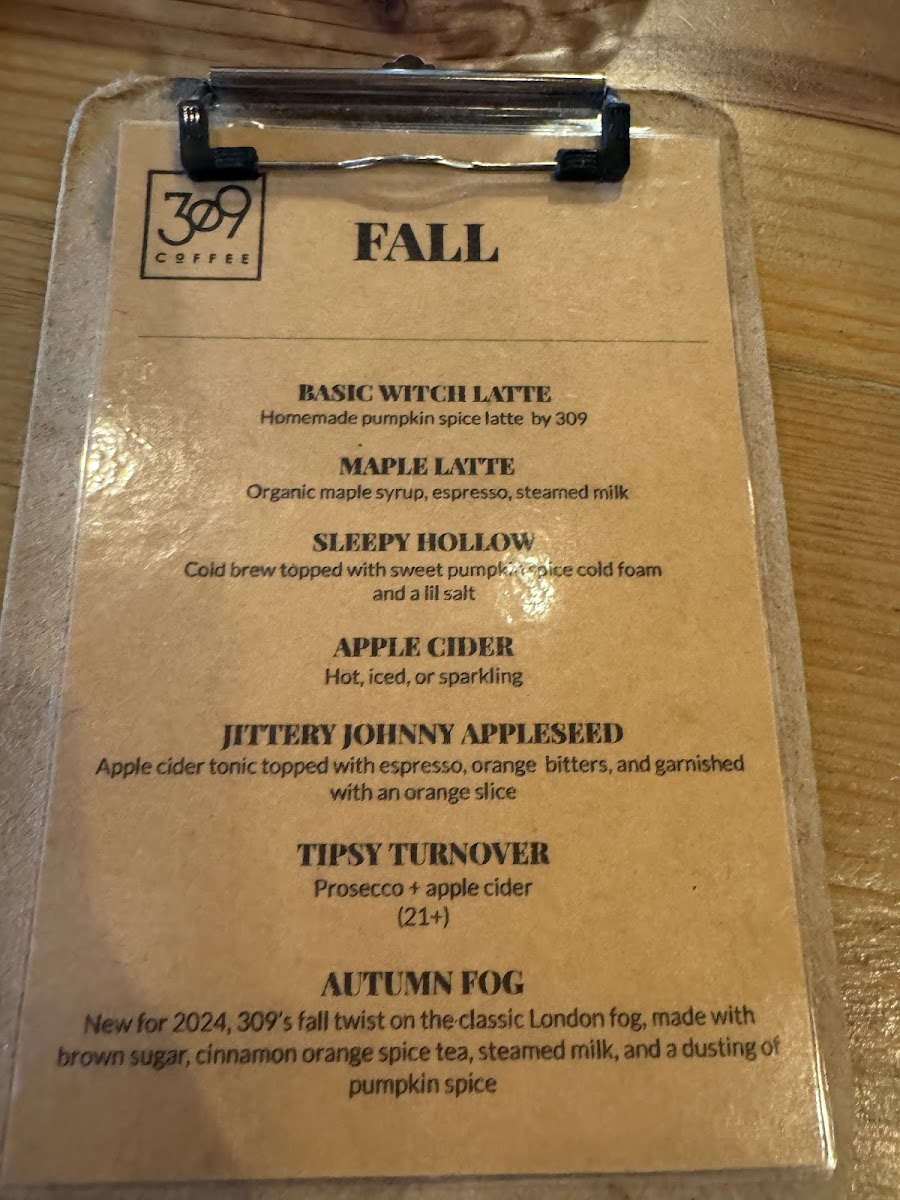 309
COFFEE
FALL
BASIC WITCH LATTE
Homemade pumpkin spice latte by 309
MAPLE LATTE
Organic maple syrup, espresso, steamed milk
SLEEPY HOLLOW
Cold brew topped with sweet pumpkin spice cold foam
and a lil salt
APPLE CIDER
Hot, iced, or sparkling
JITTERY JOHNNY APPLESEED
Apple cider tonic topped with espresso, orange bitters, and garnished
with an orange slice
TIPSY TURNOVER
Prosecco + apple cider
(21+)
AUTUMN FOG
New for 2024, 309's fall twist on the classic London fog, made with
brown sugar, cinnamon orange spice tea, steamed milk, and a dusting of
pumpkin spice